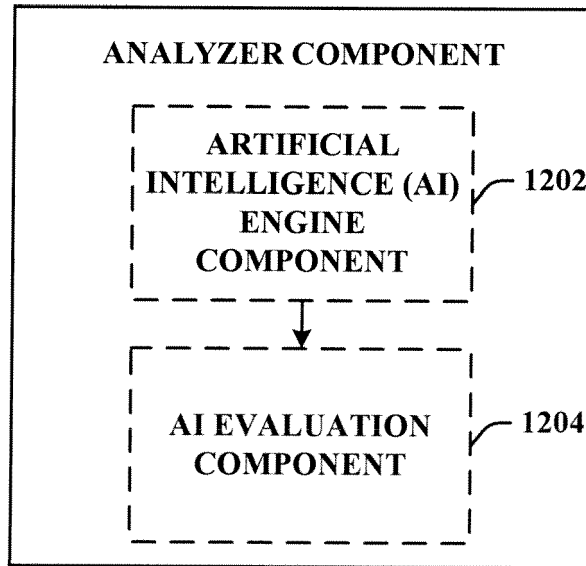 ANALYZER COMPONENT
ARTIFICIAL
INTELLIGENCE (AI)
ENGINE
COMPONENT
1202
AI EVALUATION
COMPONENT
1204